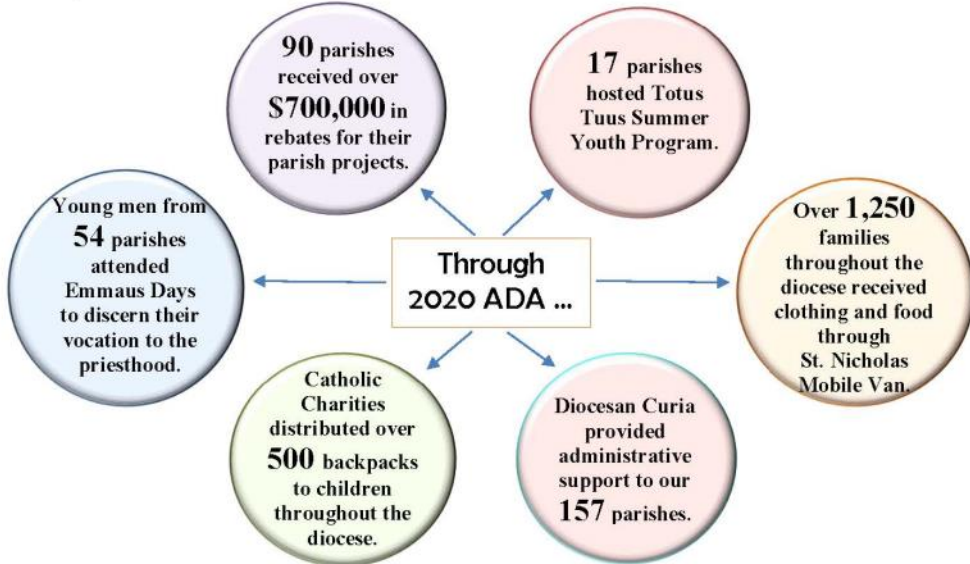 90 parishes
received over
$700,000 in
rebates for their
parish projects.
17 parishes
hosted Totus
Tuus Summer
Youth Program.
Young men from
54 parishes
attended
Emmaus Days
to discern their
vocation to the
priesthood.
Through
2020 ADA ...
Over 1,250
families
throughout the
diocese received
clothing and food
through
St. Nicholas
Mobile Van.
Catholic
Charities
distributed over
500 backpacks
to children
throughout the
diocese.
Diocesan Curia
provided
administrative
support to our
157 parishes.